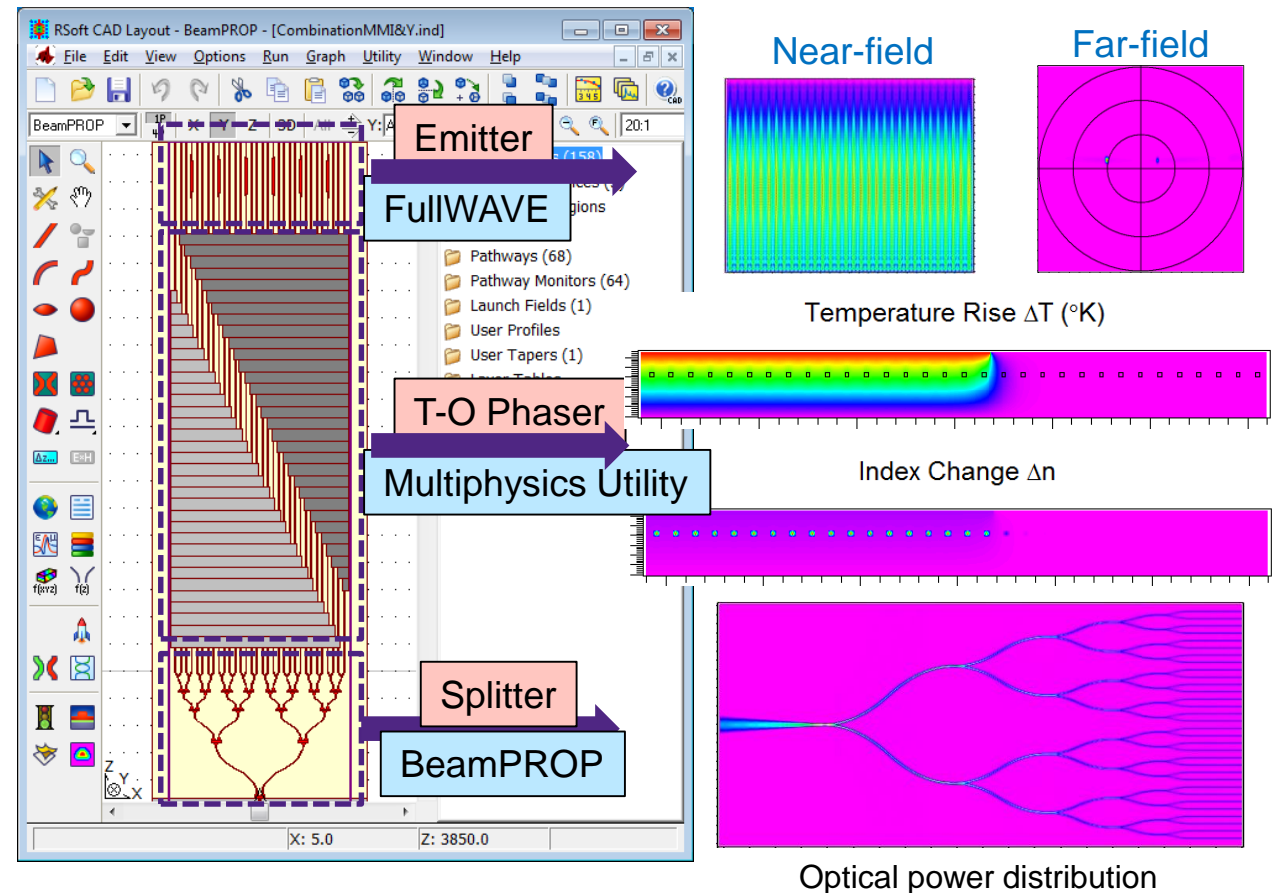 RSoft CAD Layout - BeamPROP - [CombinationMMI&Y.ind]
File Edit View Options Run Graph Utility Window Help
BeamPROP
Y:
20:1
Emitter
FullWAVE
(158)
Pathways (68)
Pathway Monitors (64)
Launch Fields (1)
User Profiles
User Tapers (1)
T-O Phaser
Multiphysics Utility
Splitter
BeamPROP
Z
Y
X
X: 5.0
Z: 3850.0
Near-field
Far-field
Temperature Rise ΔT (°K)
Index Change Δn
Optical power distribution